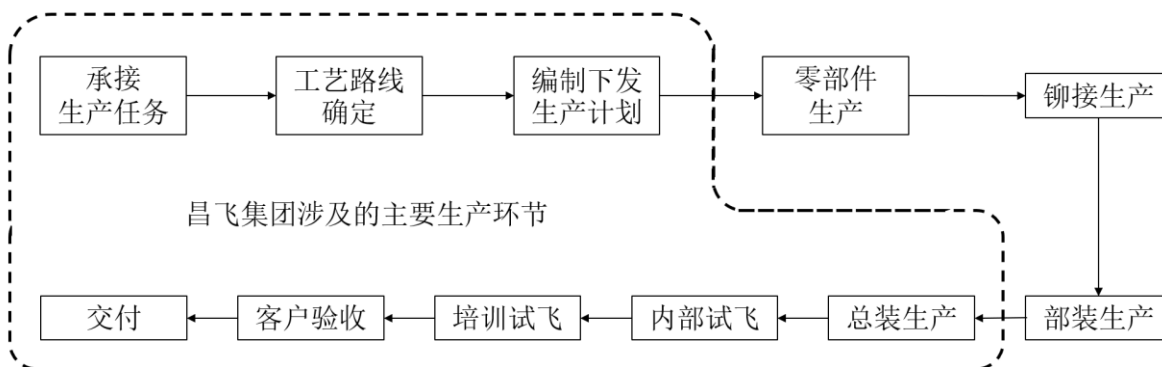 承接
生产任务
工艺路线
确定
编制下发
生产计划
零部件
生产
铆接生产
昌飞集团涉及的主要生产环节
交付
客户验收
培训试飞
内部试飞
总装生产
部装生产